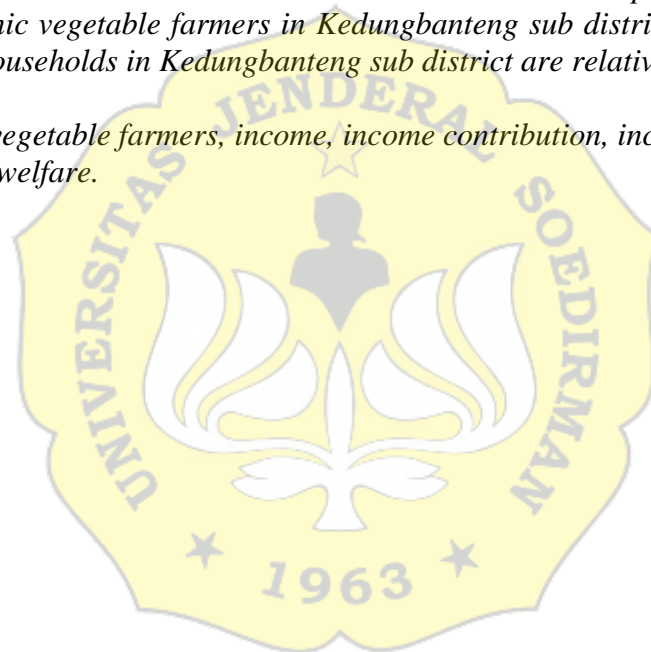 nic vegetable farmers in Kedungbanteng sub distri
ouseholds in Kedungbanteng sub district are relativ
vegetable farmers, income, income contribution, inc
welfare.
UNIVERSITAS JENDERAL SOEDIRMAN
1963